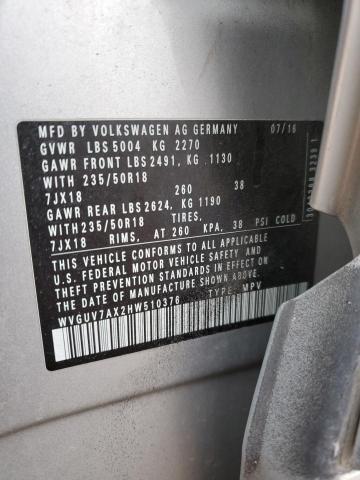 MFD BY VOLKSWAGEN AG GERMANY 07/16
GVWR LBS 5004 KG 2270
GAWR FRONT LBS 2491, KG .1130
WITH 235/50R18
7JX18 260 38
GAWR REAR LBS 2624, KG 1190
WITH 235/50R18 TIRES,
7JX18 RIMS, AT 260 KPA, 38 PSI COLD
THIS VEHICLE CONFORMS TO ALL APPLICABLE
U.S. FEDERAL MOTOR VEHICLE SAFETY AND
THEFT PREVENTION STANDARDS IN EFFECT ON THE
DATE OF MANUFACTURE SHOWN ABOVE.
WVGUV7AX2HW510376 TYPE: MPV